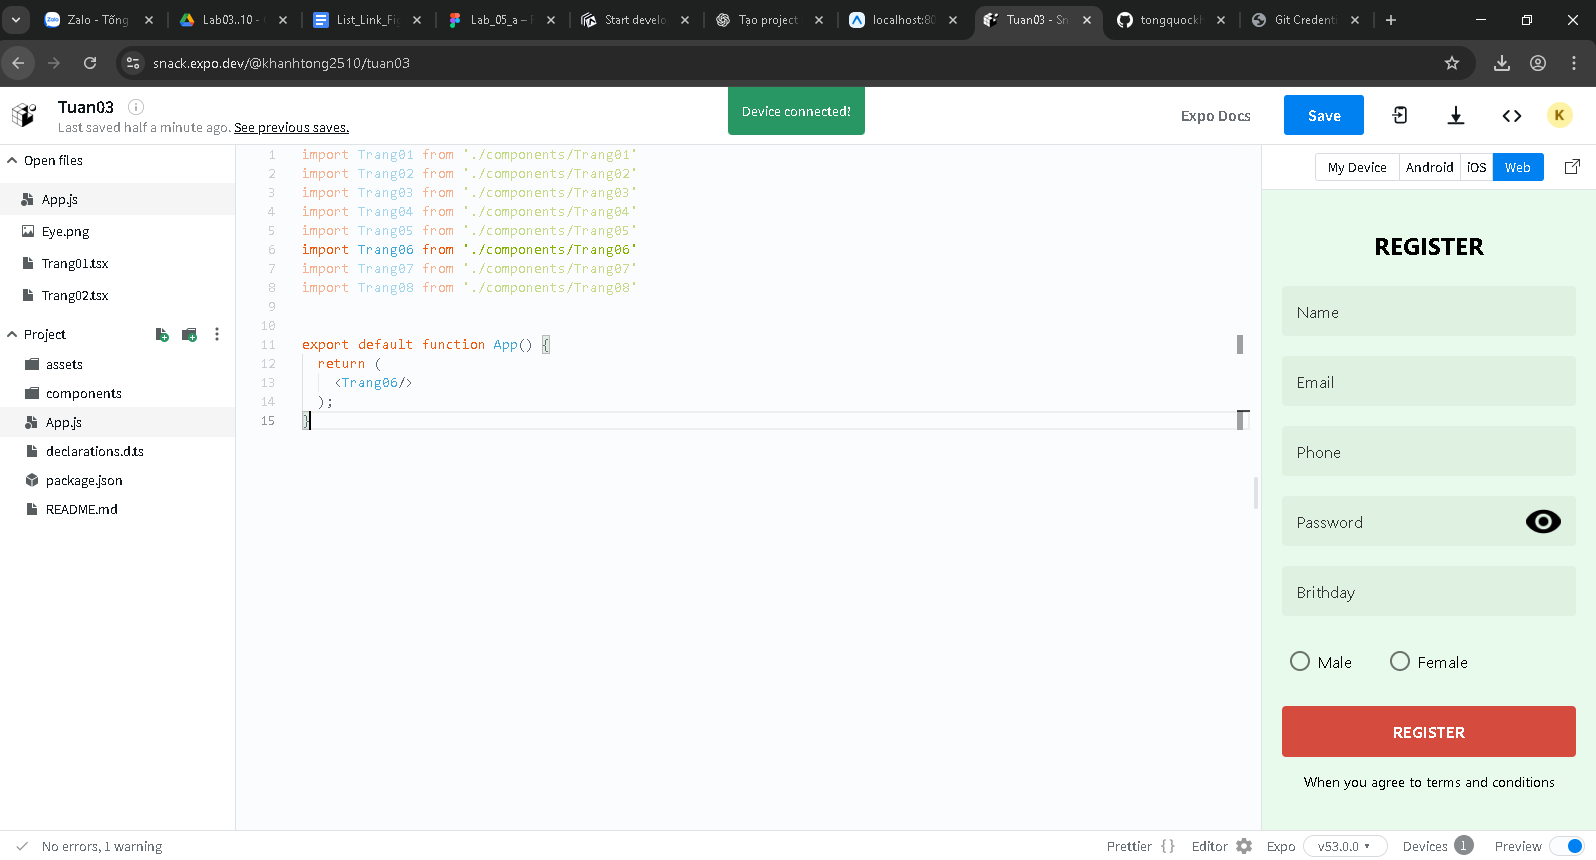 Zalo - Tổng
Lab03..10 -
List_Link_Fig
Lab_05_a –
Start develo
Tạo project
localhost:80
Tuan03 - Sn
tongquockh
Git Credenti
snack.expo.dev/@khanhtong2510/tuan03
Tuan03
Last saved half a minute ago. See previous saves.
Device connected!
Expo Docs
Save
K
Open files
App.js
Eye.png
Trang01.tsx
Trang02.tsx
Project
assets
components
App.js
declarations.d.ts
package.json
README.md
1 import Trang01 from './components/Trang01'
2 import Trang02 from './components/Trang02'
3 import Trang03 from './components/Trang03'
4 import Trang04 from './components/Trang04'
5 import Trang05 from './components/Trang05'
6 import Trang06 from './components/Trang06'
7 import Trang07 from './components/Trang07'
8 import Trang08 from './components/Trang08'
9
10
11 export default function App() {
12 return (
13 <Trang06/>
14 );
15 }
My Device Android iOS Web
REGISTER
Name
Email
Phone
Password
Brithday
Male Female
REGISTER
When you agree to terms and conditions
No errors, 1 warning
Prettier {} Editor Expo v53.0.0 Devices 1 Preview